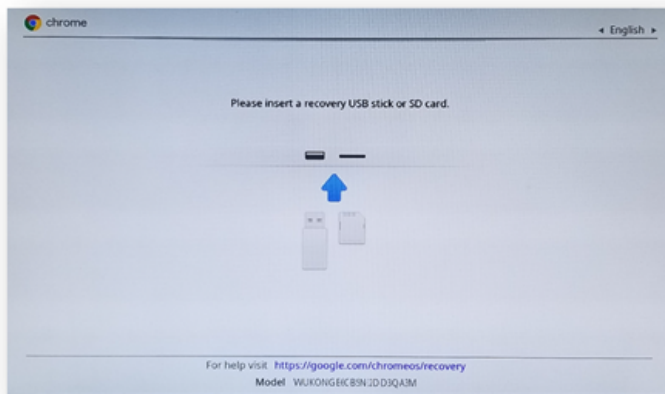 chrome
◂ English ▸
Please insert a recovery USB stick or SD card.
For help visit https://google.com/chromeos/recovery
Model